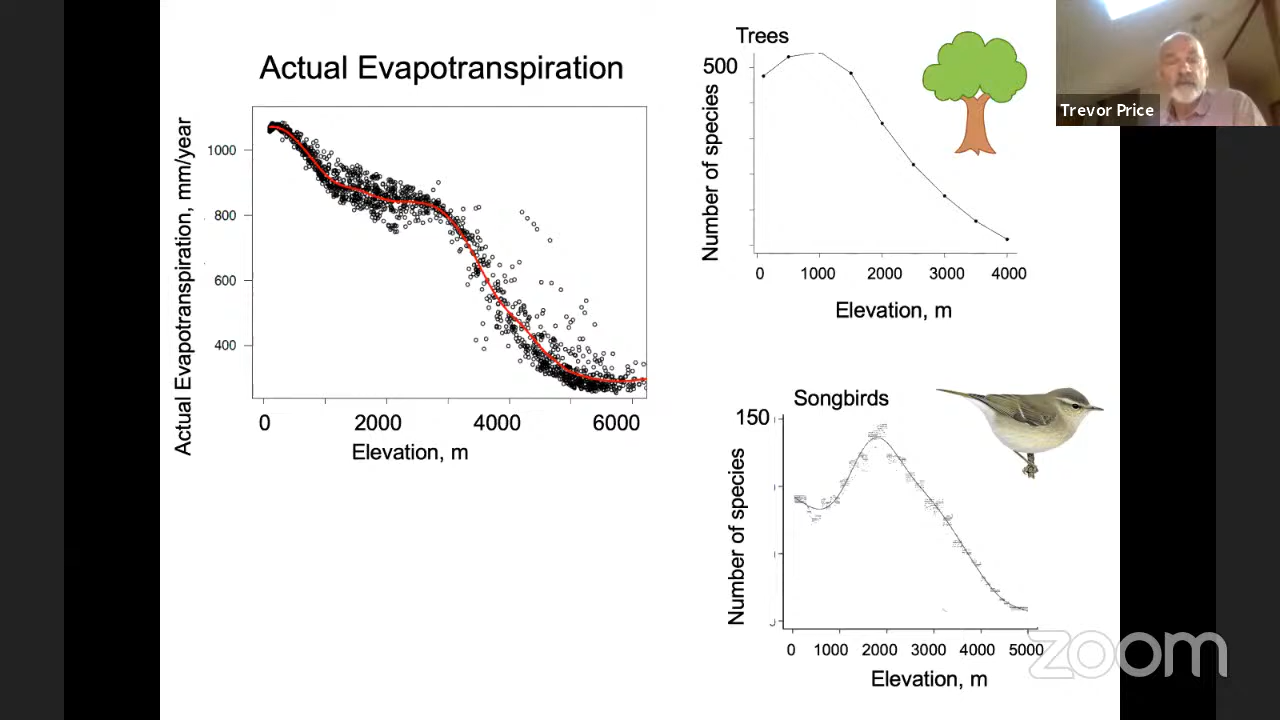 Actual Evapotranspiration
Actual Evapotranspiration, mm/year
1000
800
600
400
0 2000 4000 6000
Elevation, m
Trees
500
Number of species
0 1000 2000 3000 4000
Elevation, m
Songbirds
150
Number of species
0 1000 2000 3000 4000 5000
Elevation, m
Trevor Price
zoom